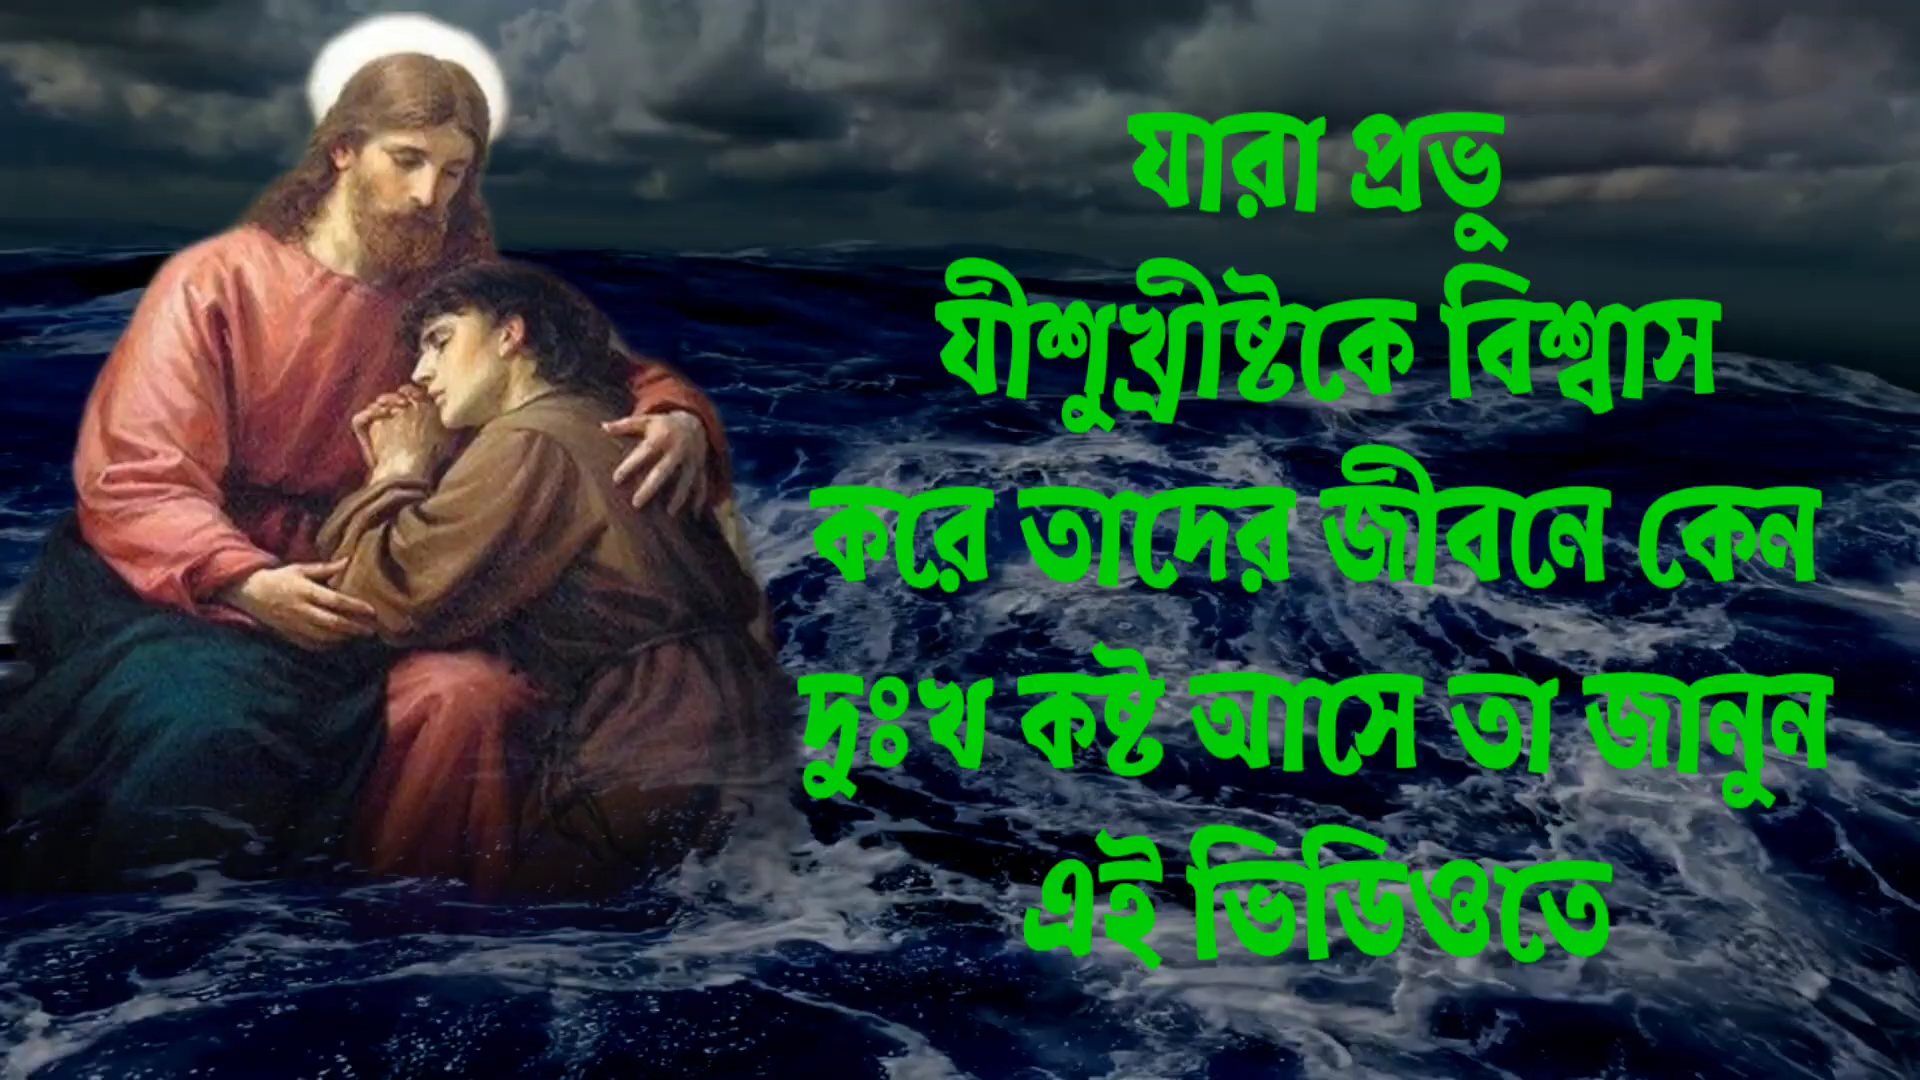 যারা প্রভু
যীশুখ্রীষ্টকে বিশ্বাস
করে তাদের জীবনে কেন
দুঃখ কষ্ট আসে তা জানুন
এই ভিডিওতে